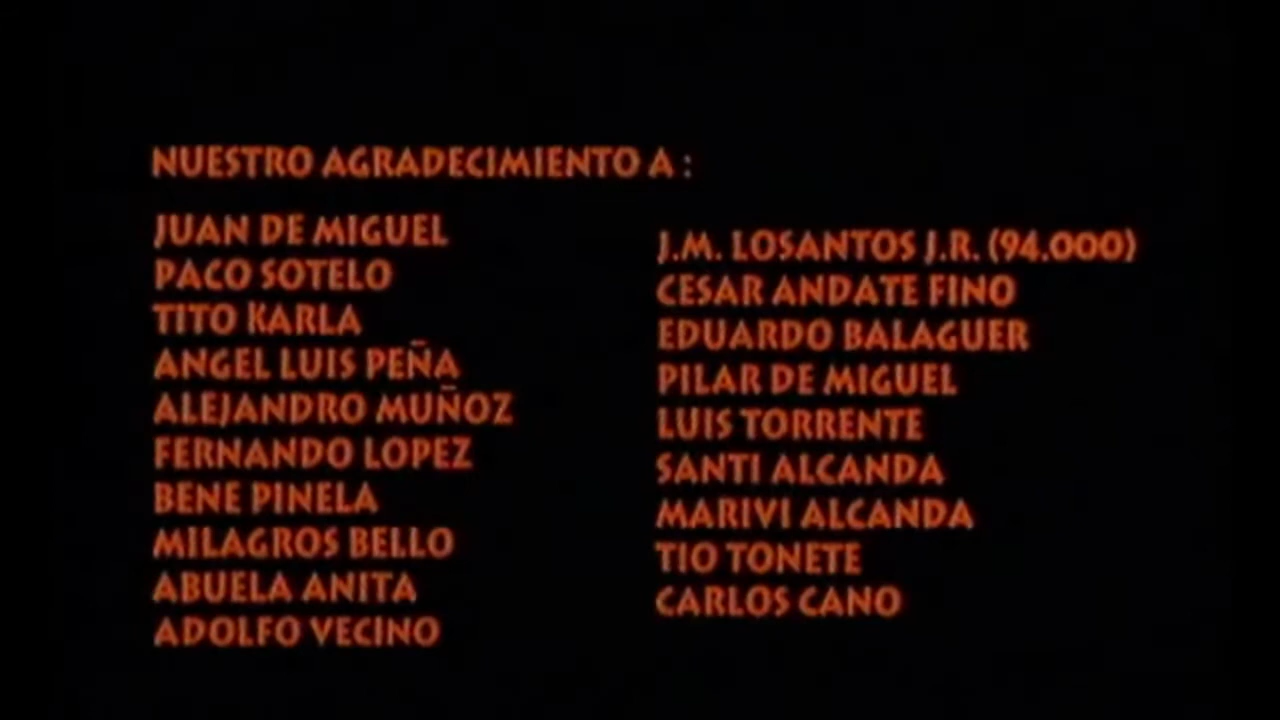 NUESTRO AGRADECIMIENTO A :
JUAN DE MIGUEL
PACO SOTELO
TITO KARLA
ANGEL LUIS PEÑA
ALEJANDRO MUÑOZ
FERNANDO LOPEZ
BENE PINELA
MILAGROS BELLO
ABUELA ANITA
ADOLFO VECINO
J.M. LOSANTOS J.R. (94.000)
CESAR ANDATE FINO
EDUARDO BALAGUER
PILAR DE MIGUEL
LUIS TORRENTE
SANTI ALCANDA
MARIVI ALCANDA
TIO TONETE
CARLOS CANO